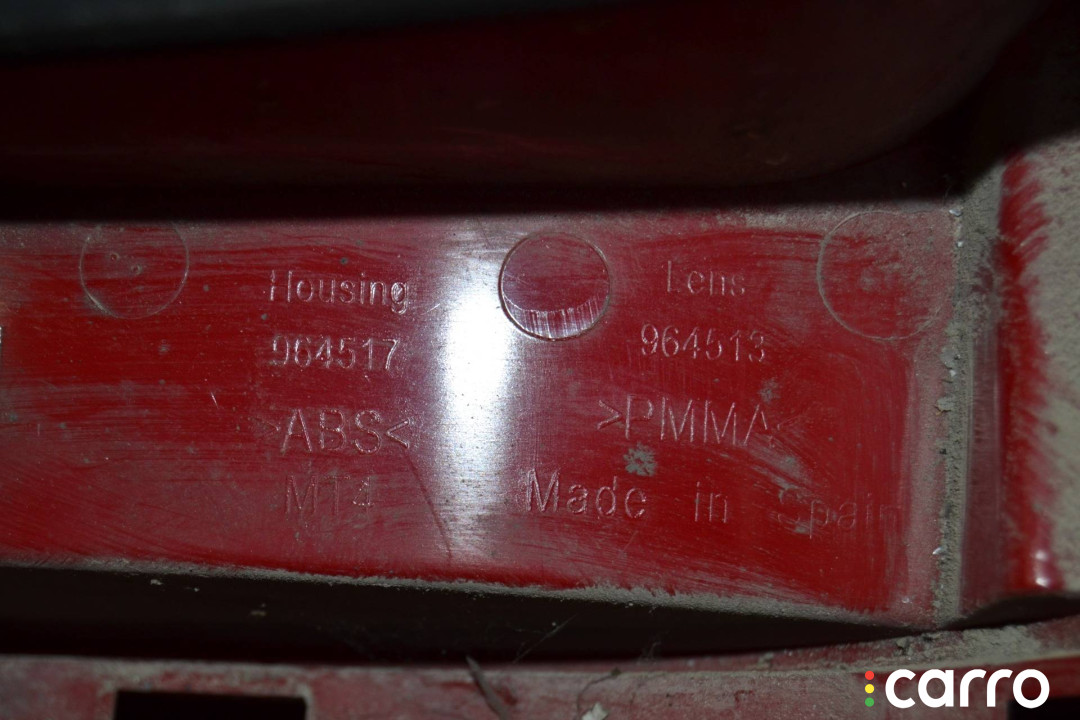 Housing
964517
>ABS<
MT4
Lens
964513
>PMMA<
Made in Spain
carro